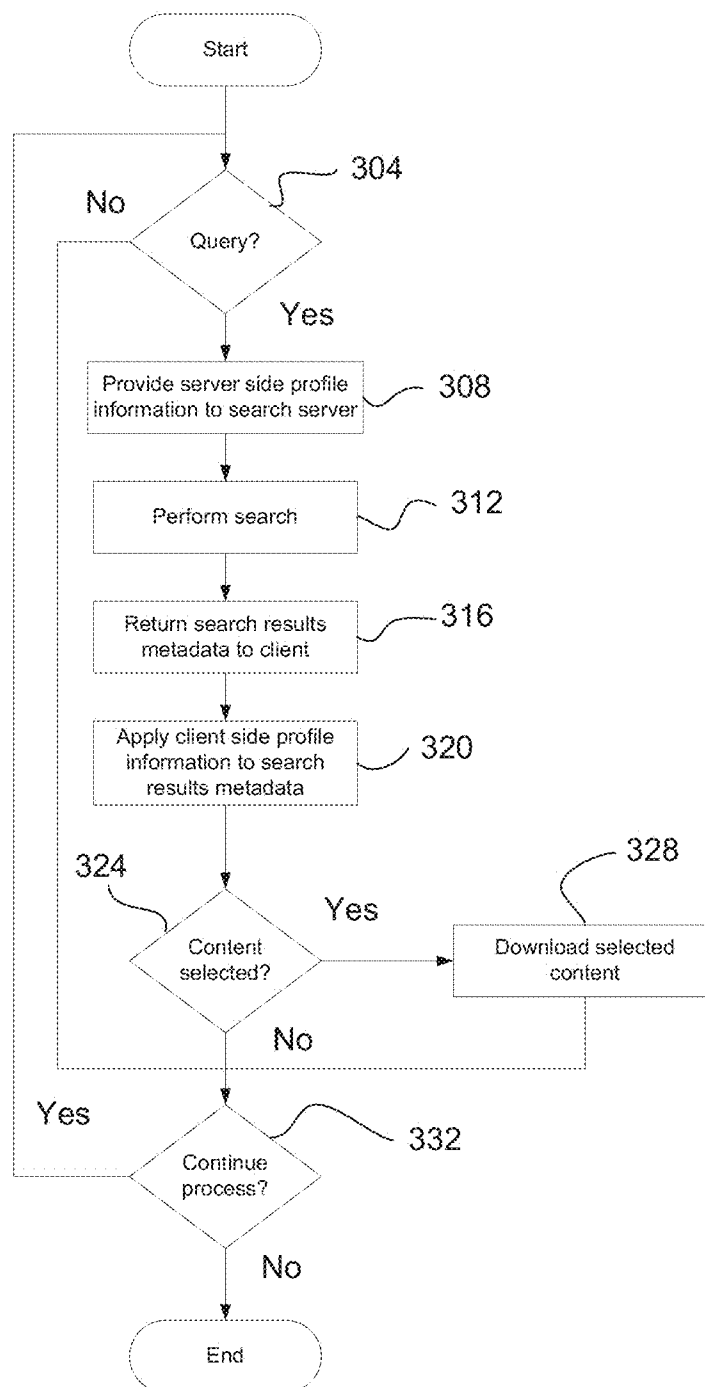 Start
304
No
Query?
Yes
Provide server side profile
information to search server
308
Perform search
312
Return search results
metadata to client
316
Apply client side profile
information to search
results metadata
320
324
328
Yes
Content
selected?
Download selected
content
No
Yes
332
Continue
process?
No
End